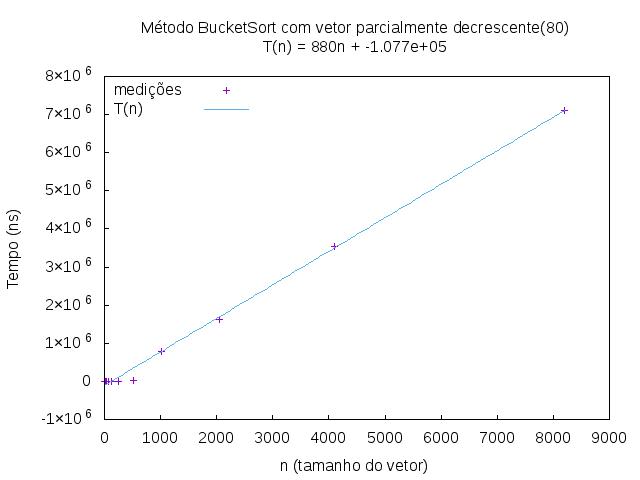 Método BucketSort com vetor parcialmente decrescente(80)
T(n) = 880n + -1.077e+05
medições
T(n)
8×10 6
7×10 6
6×10 6
5×10 6
4×10 6
3×10 6
2×10 6
1×10 6
0
-1×10 6
Tempo (ns)
0 1000 2000 3000 4000 5000 6000 7000 8000 9000
n (tamanho do vetor)